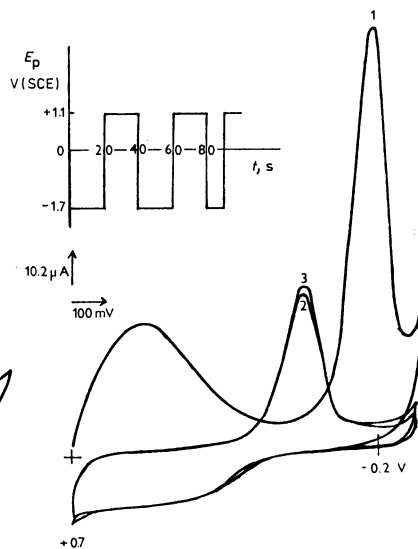 1
Ep
V(SCE)
+1.1
0 20 40 60 80
t, s
-1.7
10.2 µA
100 mV
3
2
-0.2 V
+0.7